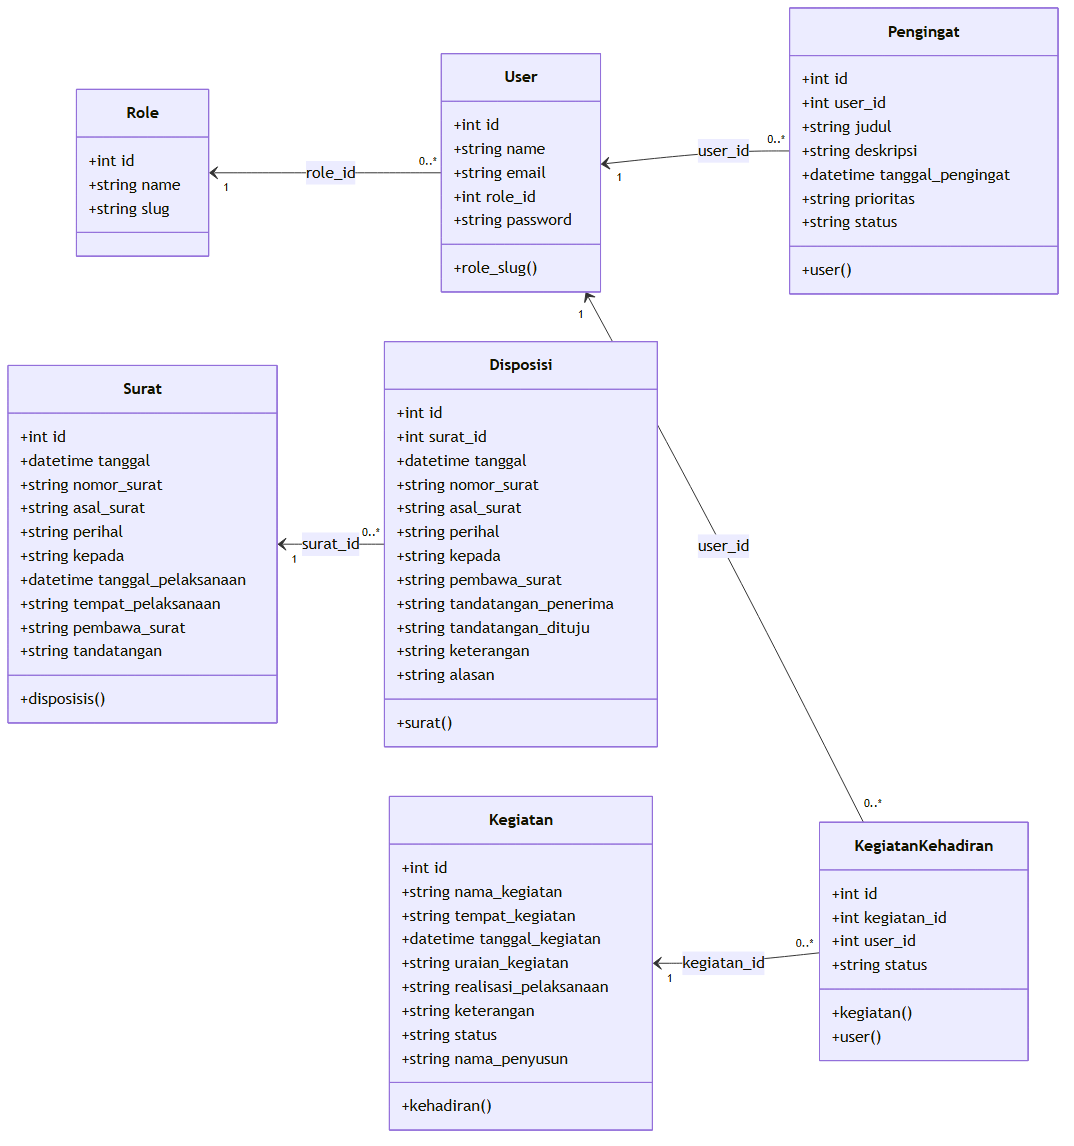 Role
+int id
+string name
+string slug
1
role_id
0..*
User
+int id
+string name
+string email
+int role_id
+string password
+role_slug()
1
user_id
0..*
Pengingat
+int id
+int user_id
+string judul
+string deskripsi
+datetime tanggal_pengingat
+string prioritas
+string status
+user()
1
user_id
0..*
Surat
+int id
+datetime tanggal
+string nomor_surat
+string asal_surat
+string perihal
+string kepada
+datetime tanggal_pelaksanaan
+string tempat_pelaksanaan
+string pembawa_surat
+string tandatangan
+disposisis()
1
surat_id
0..*
Disposisi
+int id
+int surat_id
+datetime tanggal
+string nomor_surat
+string asal_surat
+string perihal
+string kepada
+string pembawa_surat
+string tandatangan_penerima
+string tandatangan_dituju
+string keterangan
+string alasan
+surat()
Kegiatan
+int id
+string nama_kegiatan
+string tempat_kegiatan
+datetime tanggal_kegiatan
+string uraian_kegiatan
+string realisasi_pelaksanaan
+string keterangan
+string status
+string nama_penyusun
+kehadiran()
1
kegiatan_id
0..*
KegiatanKehadiran
+int id
+int kegiatan_id
+int user_id
+string status
+kegiatan()
+user()